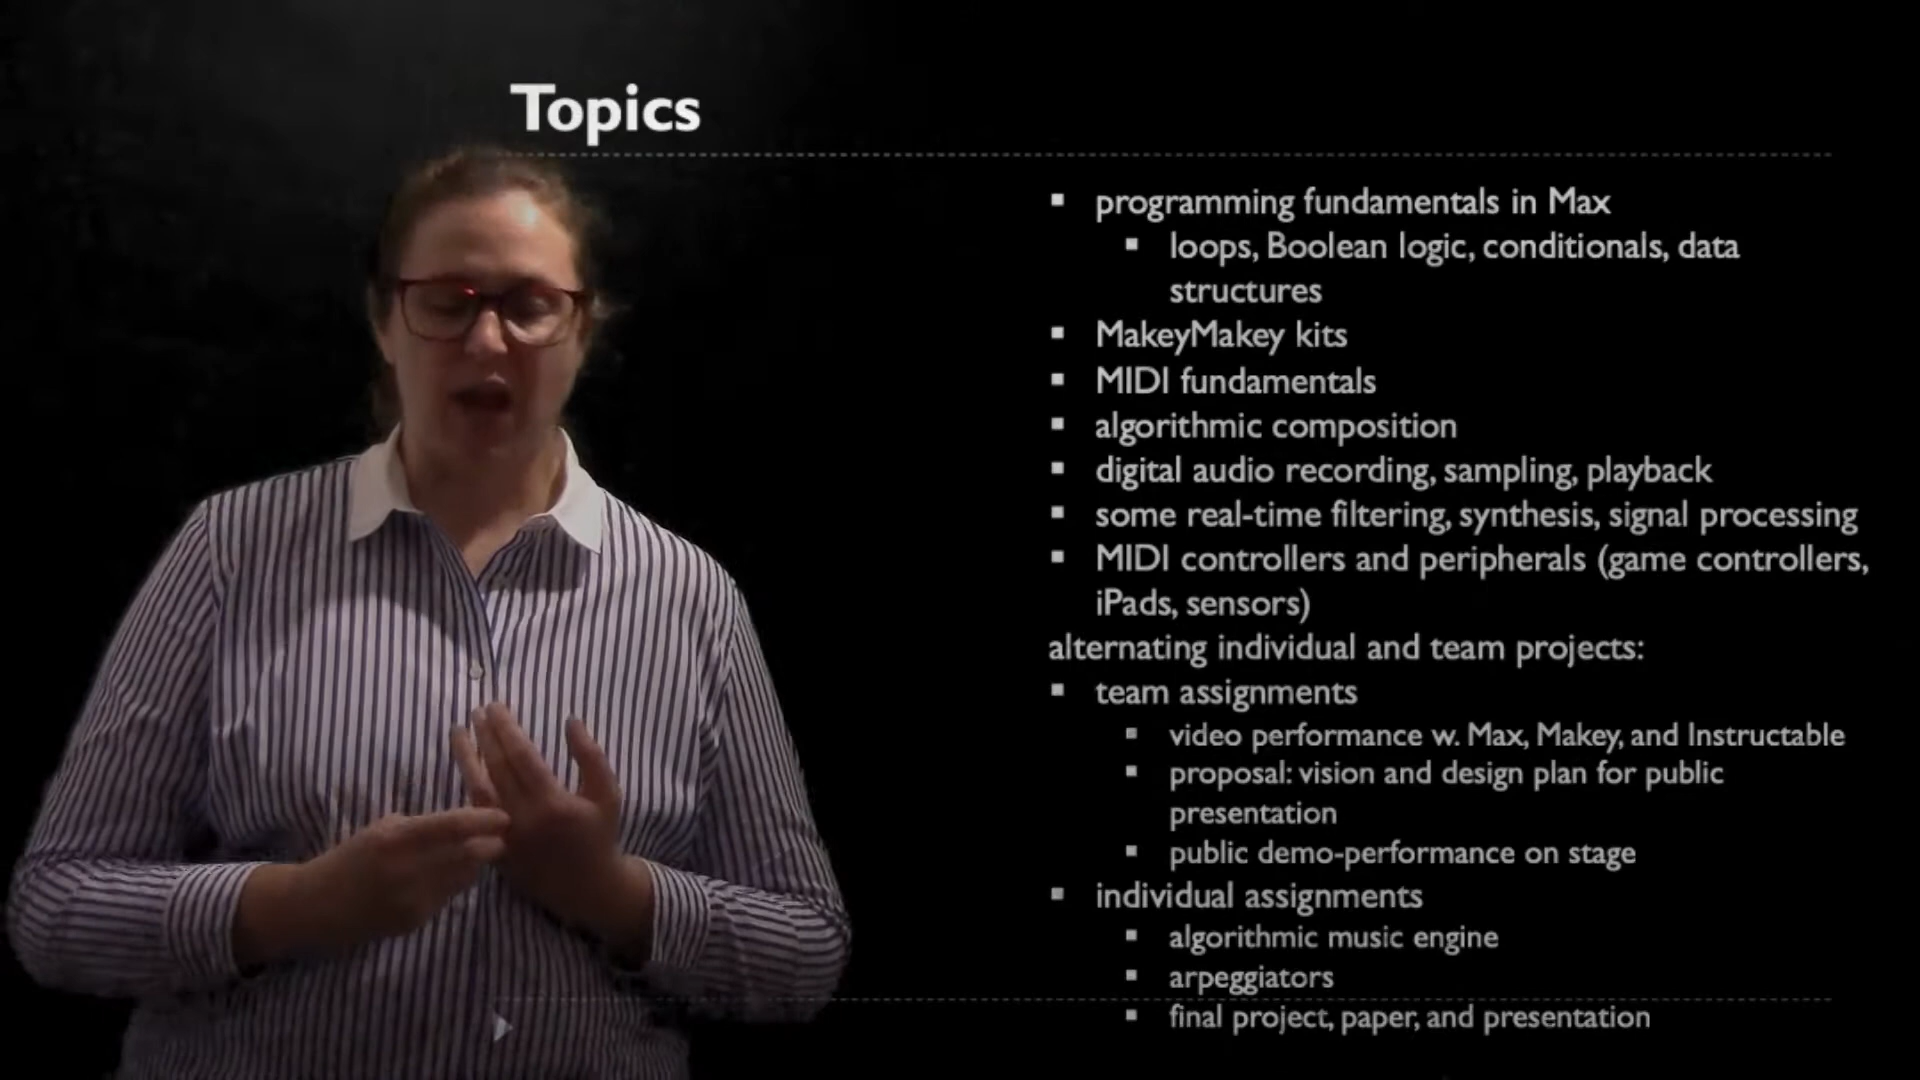 Topics
programming fundamentals in Max
loops, Boolean logic, conditionals, data
structures
MakeyMakey kits
MIDI fundamentals
algorithmic composition
digital audio recording, sampling, playback
some real-time filtering, synthesis, signal processing
MIDI controllers and peripherals (game controllers,
iPads, sensors)
alternating individual and team projects:
team assignments
video performance w. Max, Makey, and Instructable
proposal: vision and design plan for public
presentation
public demo-performance on stage
individual assignments
algorithmic music engine
arpeggiators
final project, paper, and presentation